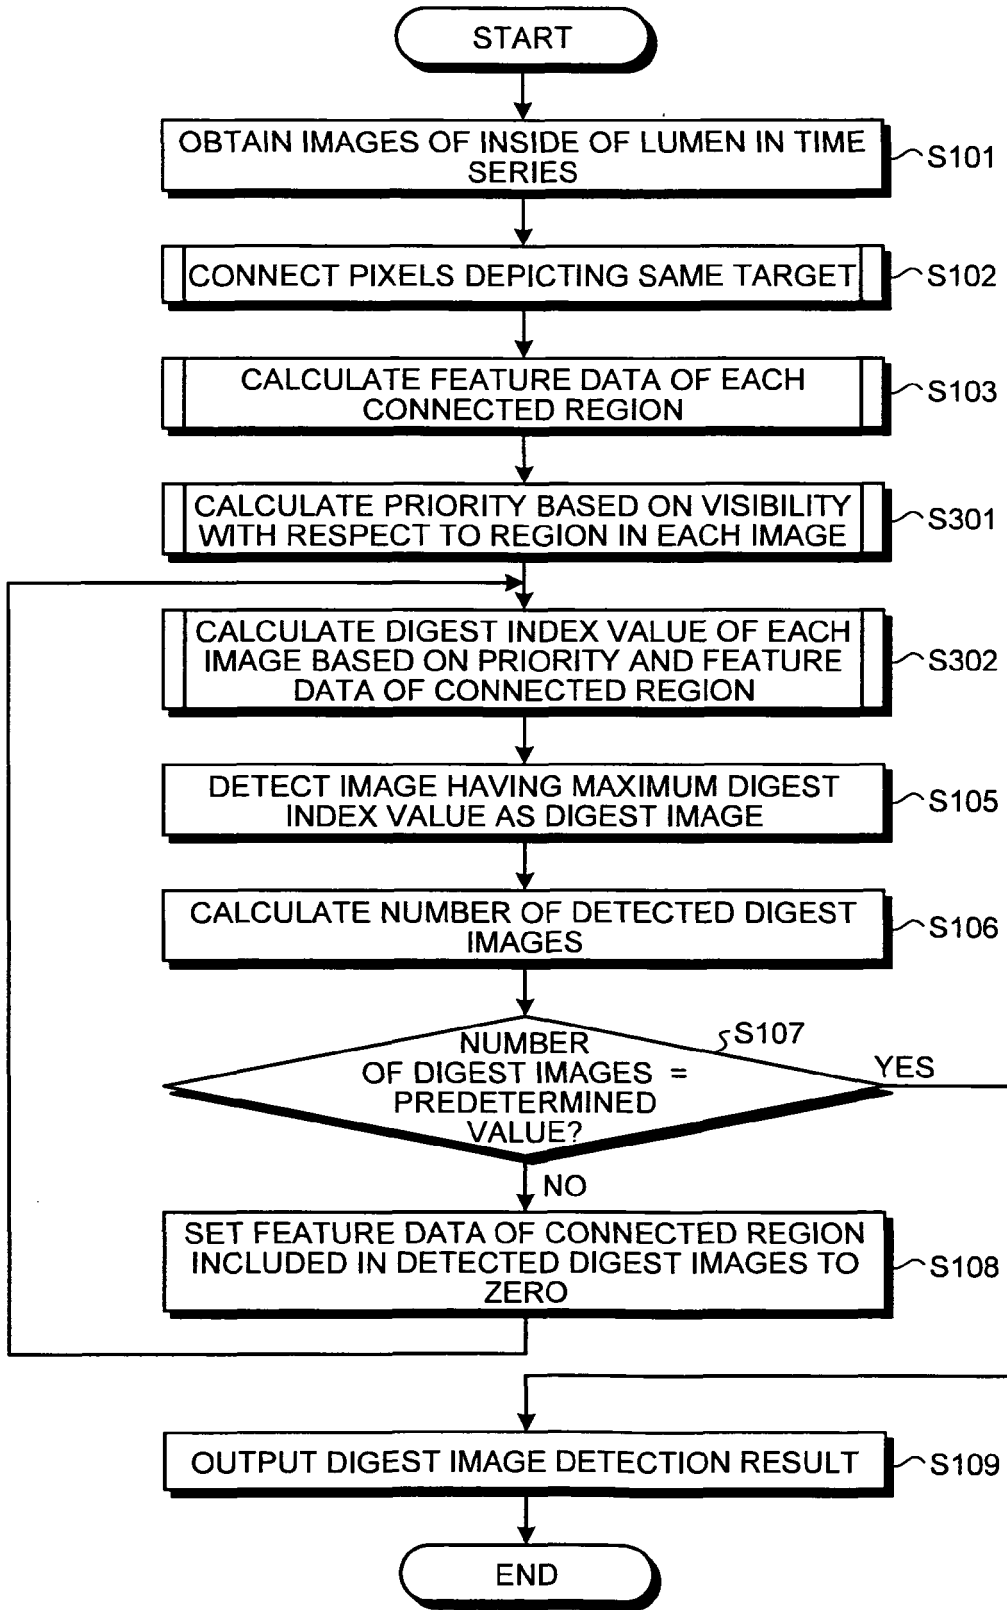 START
OBTAIN IMAGES OF INSIDE OF LUMEN IN TIME
SERIES
S101
CONNECT PIXELS DEPICTING SAME TARGET
S102
CALCULATE FEATURE DATA OF EACH
CONNECTED REGION
S103
CALCULATE PRIORITY BASED ON VISIBILITY
WITH RESPECT TO REGION IN EACH IMAGE
S301
CALCULATE DIGEST INDEX VALUE OF EACH
IMAGE BASED ON PRIORITY AND FEATURE
DATA OF CONNECTED REGION
S302
DETECT IMAGE HAVING MAXIMUM DIGEST
INDEX VALUE AS DIGEST IMAGE
S105
CALCULATE NUMBER OF DETECTED DIGEST
IMAGES
S106
NUMBER
OF DIGEST IMAGES =
PREDETERMINED
VALUE?
S107
YES
NO
SET FEATURE DATA OF CONNECTED REGION
INCLUDED IN DETECTED DIGEST IMAGES TO
ZERO
S108
OUTPUT DIGEST IMAGE DETECTION RESULT
S109
END